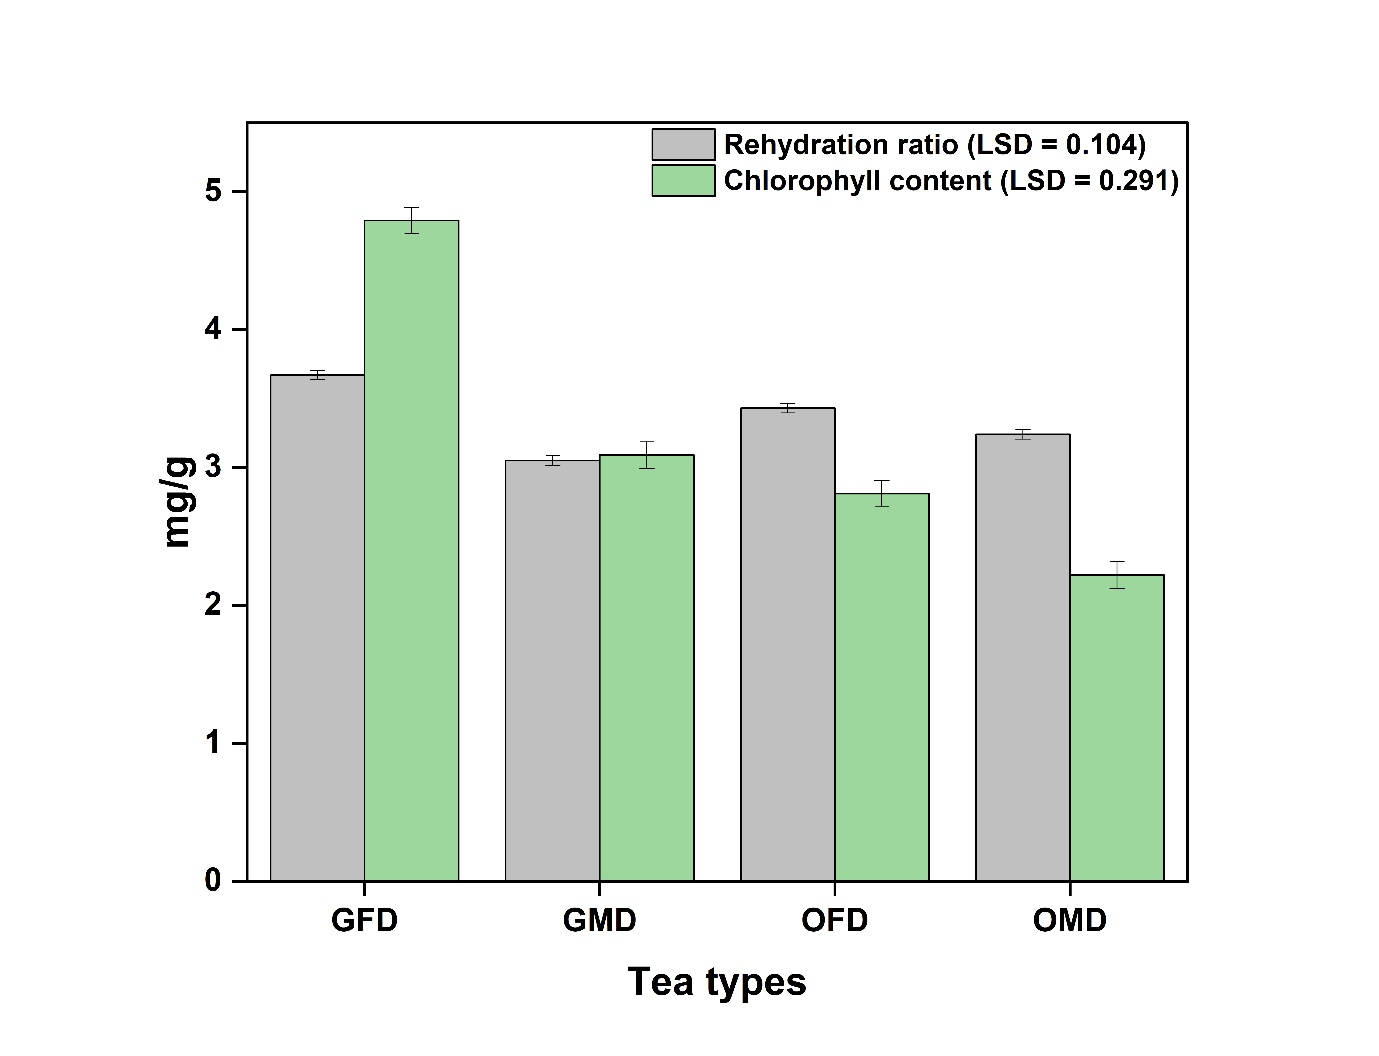 Rehydration ratio (LSD = 0.104)
Chlorophyll content (LSD = 0.291)
5
4
3
2
1
0
mg/g
GFD GMD OFD OMD
Tea types